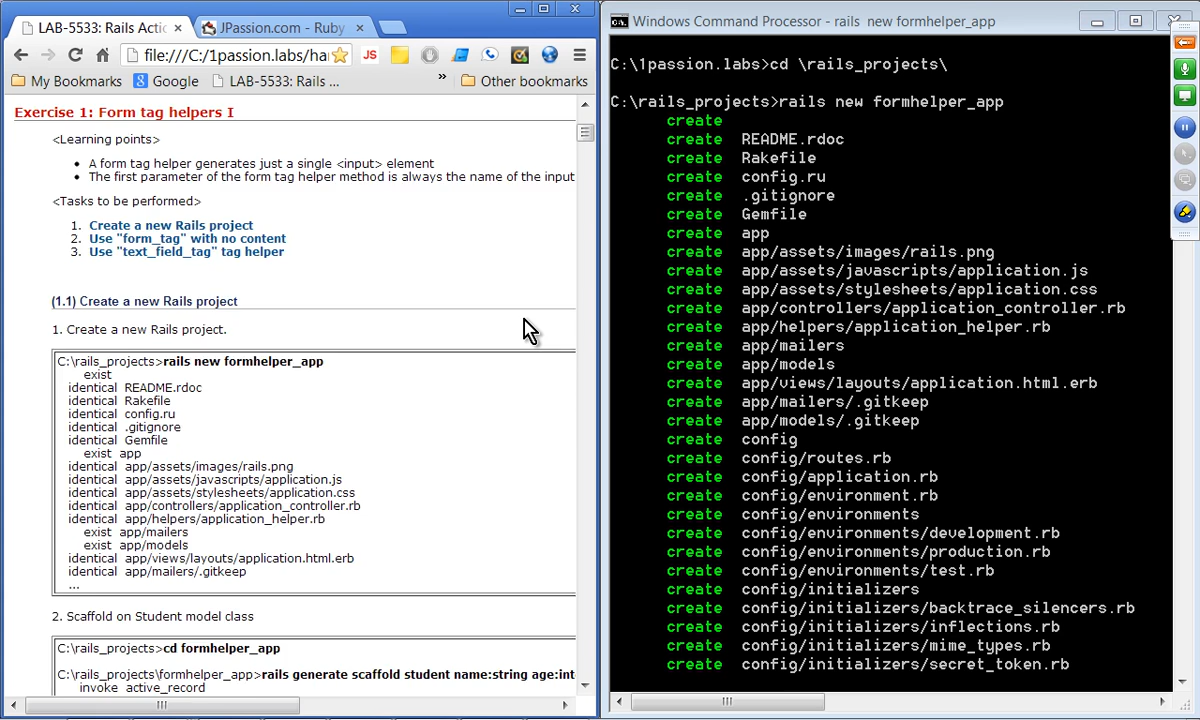 LAB-5533: Rails Actic
JPassion.com - Ruby
file:///C:/1passion.labs/ha
JS
My Bookmarks
Google
LAB-5533: Rails ...
»
Other bookmarks
Exercise 1: Form tag helpers I
<Learning points>
• A form tag helper generates just a single <input> element
• The first parameter of the form tag helper method is always the name of the input
<Tasks to be performed>
1. Create a new Rails project
2. Use "form_tag" with no content
3. Use "text_field_tag" tag helper
(1.1) Create a new Rails project
1. Create a new Rails project.
C:\rails_projects>rails new formhelper_app
exist
identical README.rdoc
identical Rakefile
identical config.ru
identical .gitignore
identical Gemfile
exist app
identical app/assets/images/rails.png
identical app/assets/javascripts/application.js
identical app/assets/stylesheets/application.css
identical app/controllers/application_controller.rb
identical app/helpers/application_helper.rb
exist app/mailers
exist app/models
identical app/views/layouts/application.html.erb
identical app/mailers/.gitkeep
...
2. Scaffold on Student model class
C:\rails_projects>cd formhelper_app
C:\rails_projects\formhelper_app>rails generate scaffold student name:string age:int
invoke active_record
Windows Command Processor - rails new formhelper_app
C:\1passion.labs>cd \rails_projects\
C:\rails_projects>rails new formhelper_app
create
create README.rdoc
create Rakefile
create config.ru
create .gitignore
create Gemfile
create app
create app/assets/images/rails.png
create app/assets/javascripts/application.js
create app/assets/stylesheets/application.css
create app/controllers/application_controller.rb
create app/helpers/application_helper.rb
create app/mailers
create app/models
create app/views/layouts/application.html.erb
create app/mailers/.gitkeep
create app/models/.gitkeep
create config
create config/routes.rb
create config/application.rb
create config/environment.rb
create config/environments
create config/environments/development.rb
create config/environments/production.rb
create config/environments/test.rb
create config/initializers
create config/initializers/backtrace_silencers.rb
create config/initializers/inflections.rb
create config/initializers/mime_types.rb
create config/initializers/secret_token.rb